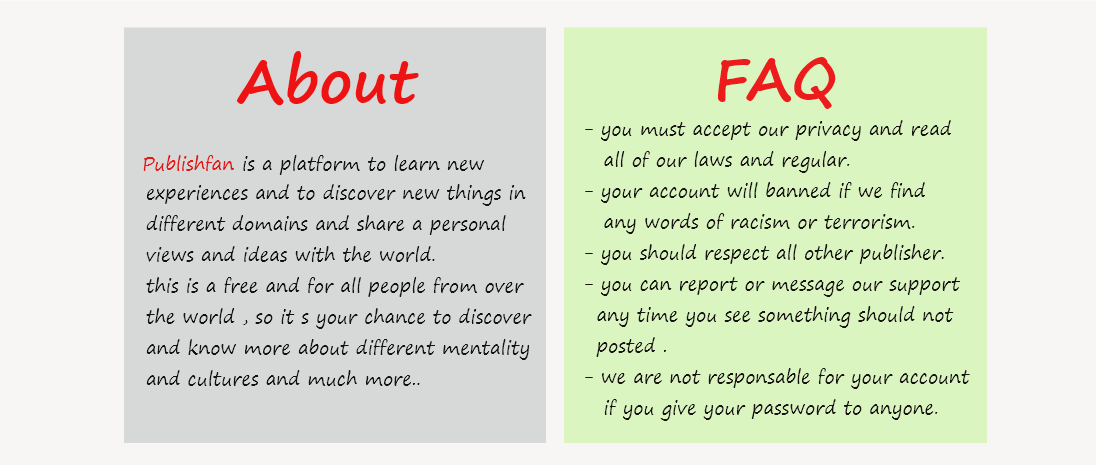 About
Publishfan is a platform to learn new
experiences and to discover new things in
different domains and share a personal
views and ideas with the world.
this is a free and for all people from over
the world , so it s your chance to discover
and know more about different mentality
and cultures and much more..
FAQ
- you must accept our privacy and read
all of our laws and regular.
- your account will banned if we find
any words of racism or terrorism.
- you should respect all other publisher.
- you can report or message our support
any time you see something should not
posted .
- we are not responsable for your account
if you give your password to anyone.